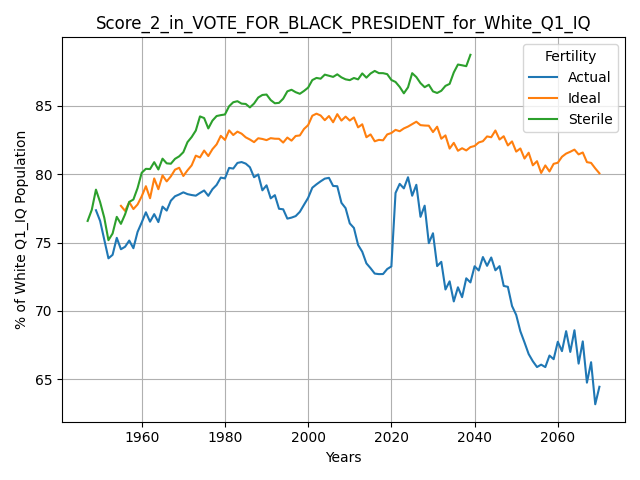 Score_2_in_VOTE_FOR_BLACK_PRESIDENT_for_White_Q1_IQ
% of White Q1_IQ Population
85
80
75
70
65
Fertility
Actual
Ideal
Sterile
1960 1980 2000 2020 2040 2060
Years